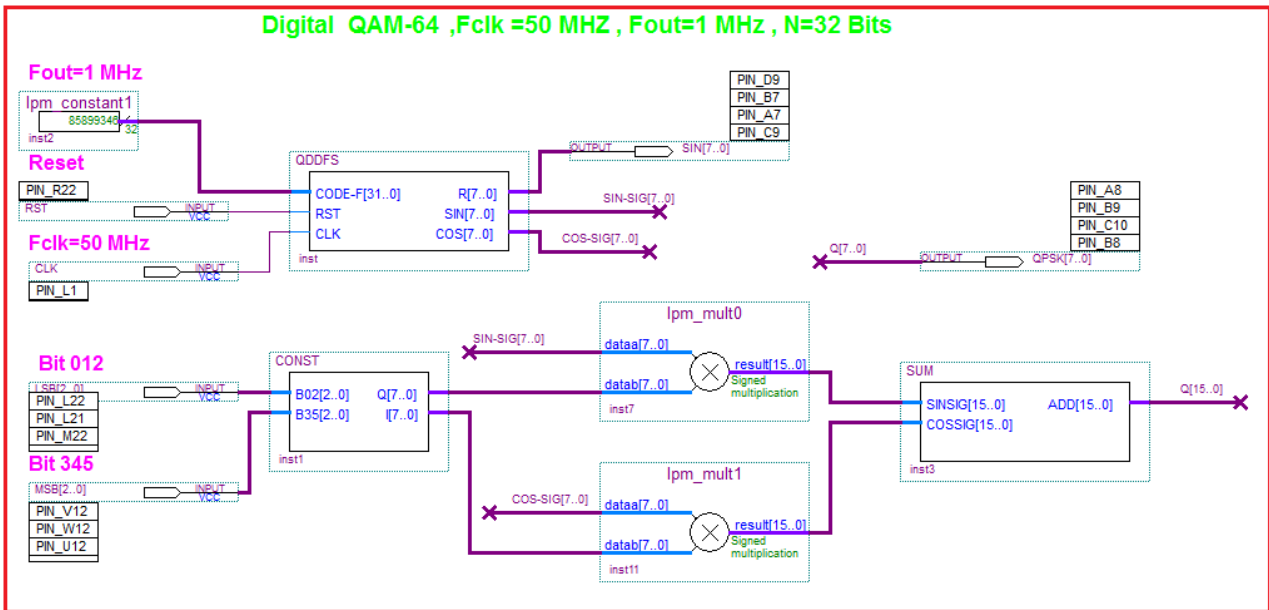 Digital QAM-64 ,Fclk =50 MHZ , Fout=1 MHz , N=32 Bits
Fout=1 MHz
lpm_constant1
85899346
32
inst2
Reset
PIN_R22
RST
INPUT
VCC
Fclk=50 MHz
CLK
INPUT
VCC
PIN_L1
QDDFS
CODE-F[31..0]
R[7..0]
RST
SIN[7..0]
CLK
COS[7..0]
inst
PIN_D9
PIN_B7
PIN_A7
PIN_C9
OUTPUT
SIN[7..0]
SIN-SIG[7..0]
COS-SIG[7..0]
PIN_A8
PIN_B9
PIN_C10
PIN_B8
Q[7..0]
OUTPUT
QPSK[7..0]
Bit 012
LSB[2..0]
INPUT
VCC
PIN_L22
PIN_L21
PIN_M22
Bit 345
MSB[2..0]
INPUT
VCC
PIN_V12
PIN_W12
PIN_U12
CONST
B02[2..0]
Q[7..0]
B35[2..0]
I[7..0]
inst1
lpm_mult0
SIN-SIG[7..0]
dataa[7..0]
result[15..0]
datab[7..0]
Signed
multiplication
inst7
lpm_mult1
COS-SIG[7..0]
dataa[7..0]
result[15..0]
datab[7..0]
Signed
multiplication
inst11
SUM
SINSIG[15..0]
ADD[15..0]
COSSIG[15..0]
inst3
Q[15..0]